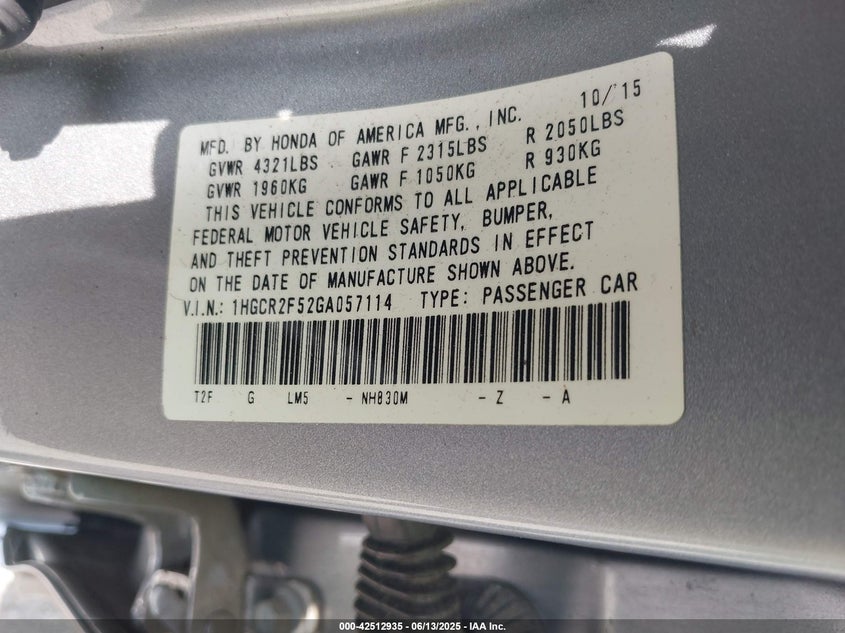 10/15
MFD. BY HONDA OF AMERICA MFG., INC.
GVWR 4321LBS GAWR F 2315LBS R 2050LBS
GVWR 1960KG GAWR F 1050KG R 930KG
THIS VEHICLE CONFORMS TO ALL APPLICABLE
FEDERAL MOTOR VEHICLE SAFETY, BUMPER,
AND THEFT PREVENTION STANDARDS IN EFFECT
ON THE DATE OF MANUFACTURE SHOWN ABOVE.
V.I.N.: 1HGCR2F52GA057114 TYPE: PASSENGER CAR
T2F G LM5 - NH830M - Z - A
000-42512935 - 06/13/2025 - IAA Inc.